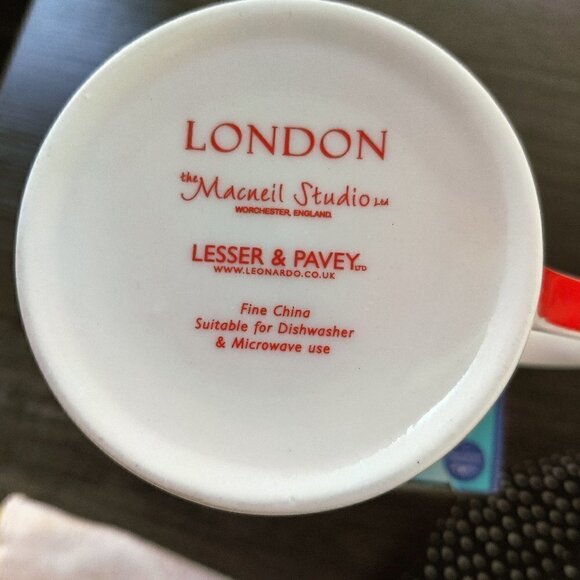 LONDON
the Macneil Studio Ltd
WORCHESTER, ENGLAND.
LESSER & PAVEY LTD
WWW.LEONARDO.CO.UK
Fine China
Suitable for Dishwasher
& Microwave use